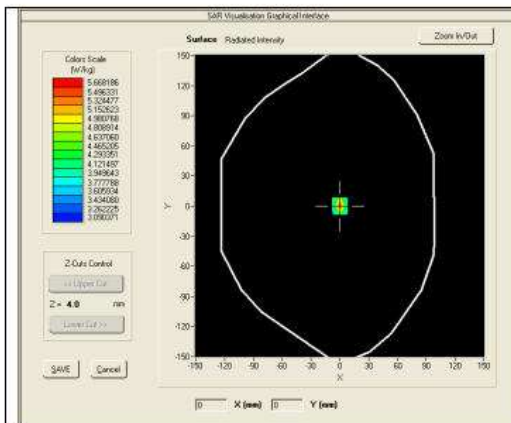 SAR Visualisation Graphical Interface
Surface Radiated Intensity
Zoom In/Out
Colors Scale
(W/kg)
5.668186
5.496331
5.324477
5.152623
4.980768
4.808914
4.637060
4.465205
4.293351
4.121497
3.949643
3.777788
3.605934
3.434080
3.262225
3.090371
Z-Cuts Control
<< Upper Cut
Z = 4.0 mm
Lower Cut >>
SAVE Cancel
Y
150
120
90
60
30
0
-30
-60
-90
-120
-150
-150 -120 -90 -60 -30 0 30 60 90 120 150
X
0 X (mm) 0 Y (mm)